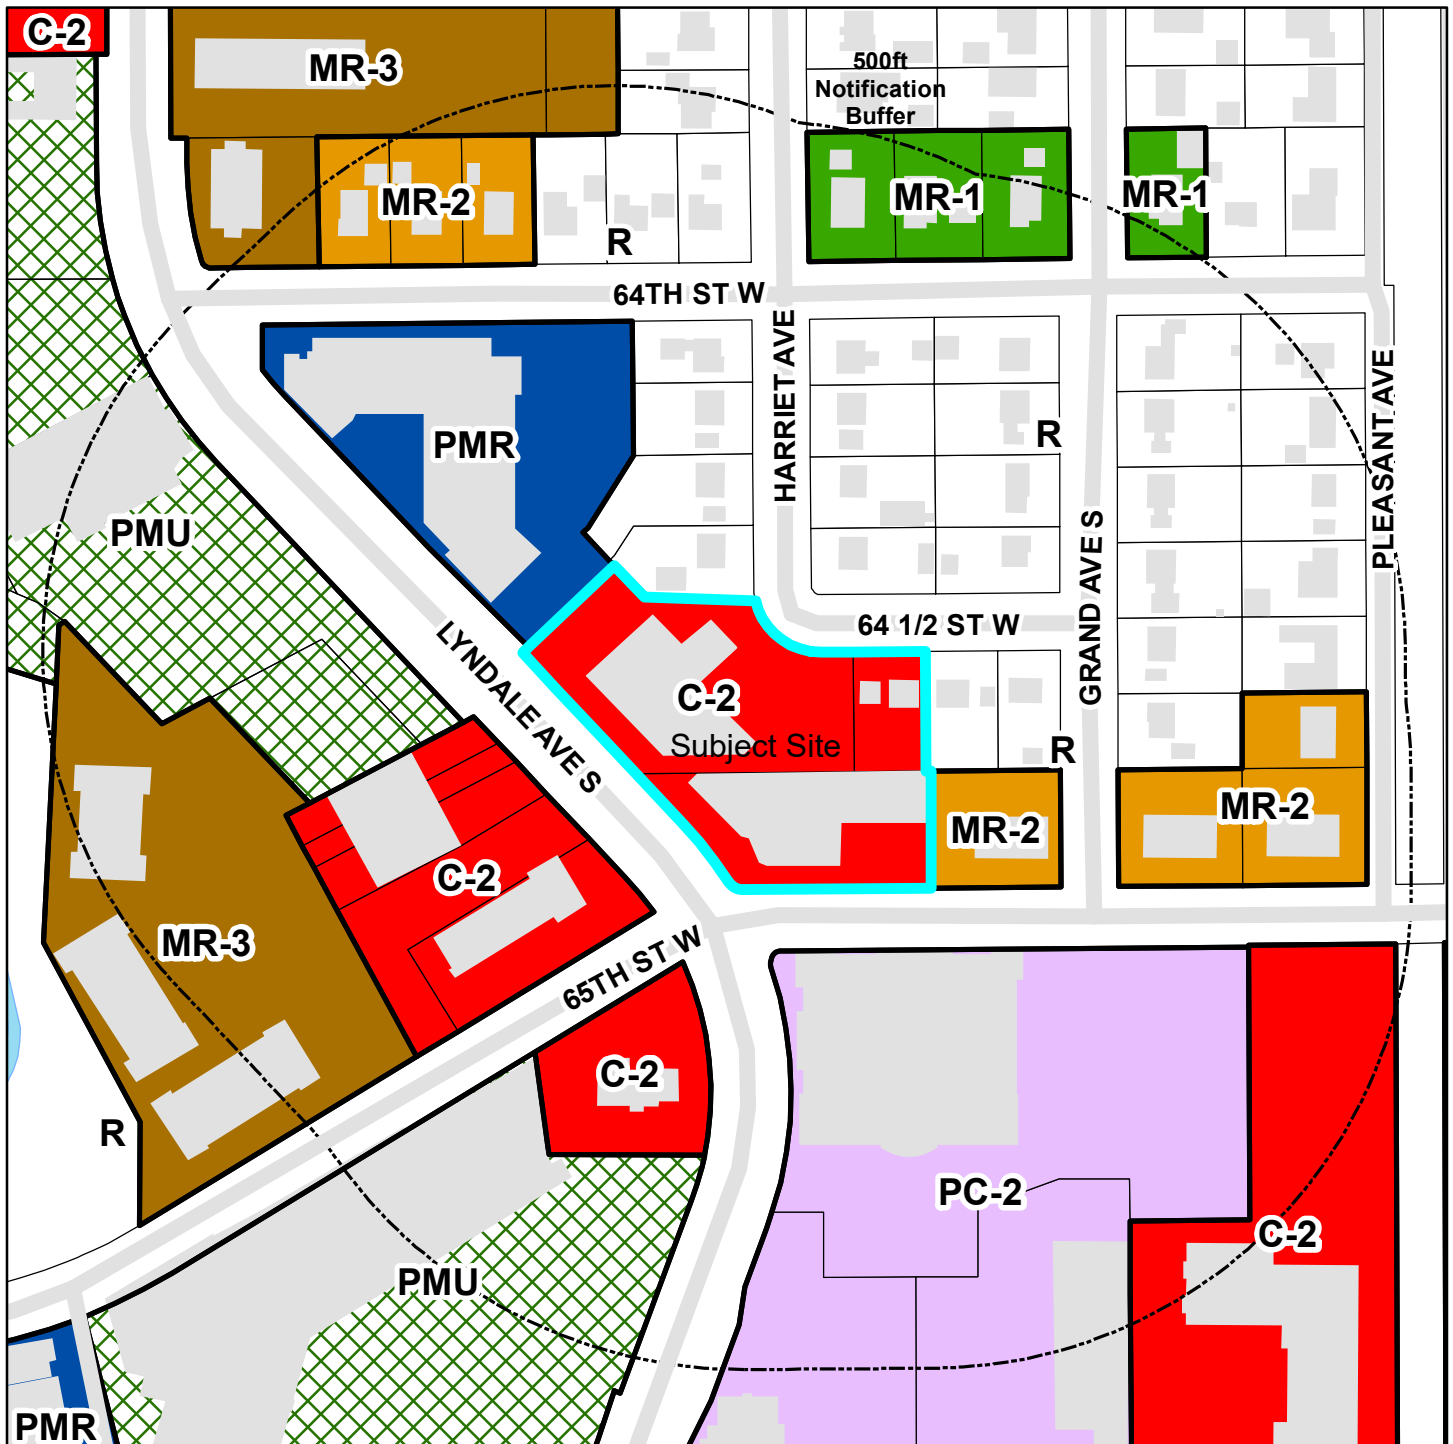 C-2
MR-3
500ft
Notification
Buffer
MR-2
MR-1
MR-1
R
64TH ST W
HARRIET AVE
PLEASANT AVE
PMR
R
PMU
GRAND AVE S
64 1/2 ST W
LYNDALE AVE S
C-2
Subject Site
R
MR-2
MR-2
C-2
MR-3
65TH ST W
C-2
R
PC-2
C-2
PMU
PMR